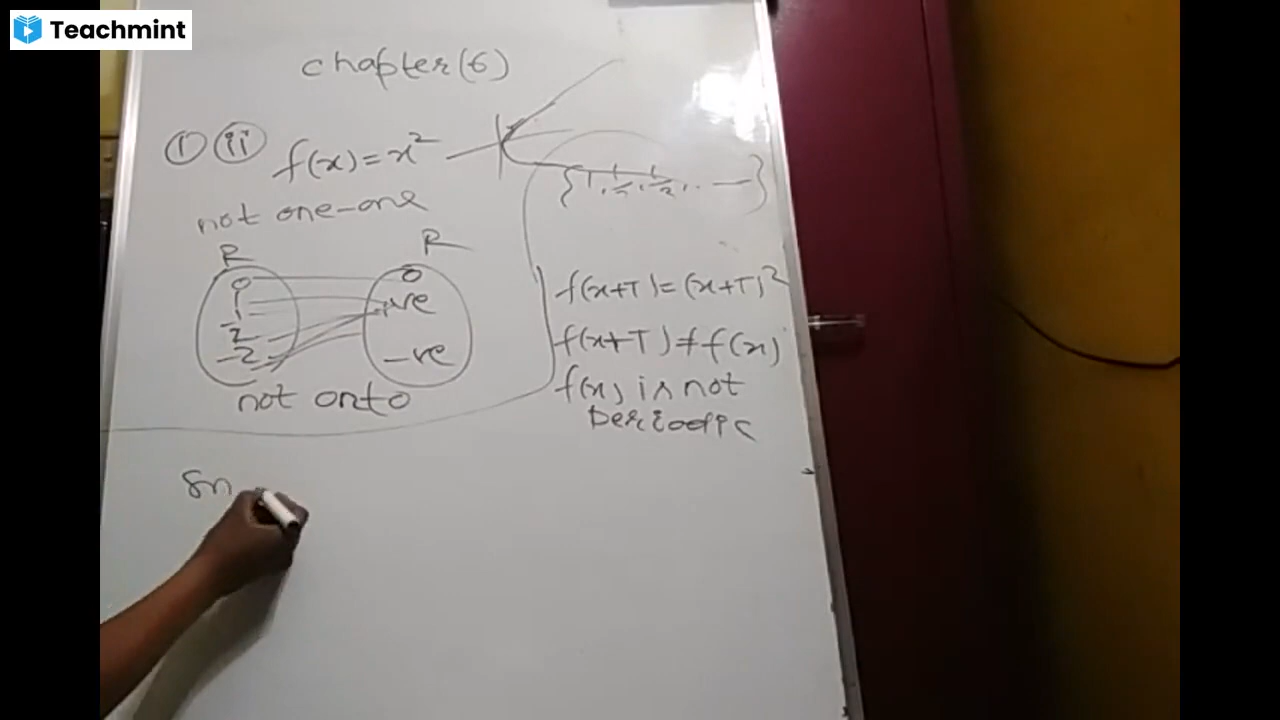 Teachmint
chapter(6)
① ⓘⓘ f(x)=x²
not one-one
R R
0 0
1 +ve
-1
2
-2 -ve
not onto
f(x+T)=(x+T)²
f(x+T)≠f(x)
f(x) is not
periodic
Sn